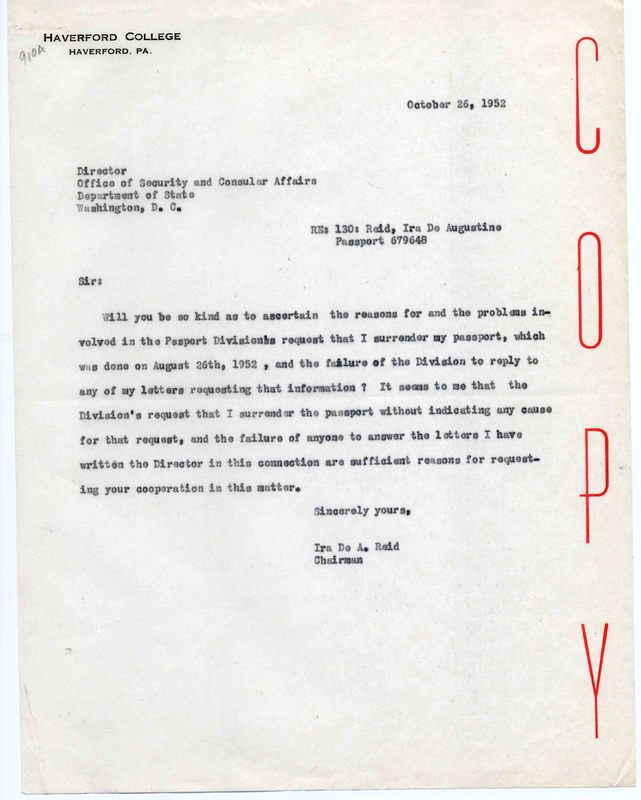 HAVERFORD COLLEGE
HAVERFORD, PA.
910A
October 26, 1952
Director
Office of Security and Consular Affairs
Department of State
Washington, D. C.
RE: 130: Reid, Ira De Augustine
Passport 679648
Sir:
Will you be so kind as to ascertain the reasons for and the problems in-
volved in the Pasport Division's request that I surrender my passport, which
was done on August 26th, 1952 , and the failure of the Division to reply to
any of my letters requesting that information ? It seems to me that the
Division's request that I surrender the passport without indicating any cause
for that request, and the failure of anyone to answer the letters I have
written the Director in this connection are sufficient reasons for request-
ing your cooperation in this matter.
Sincerely yours,
Ira De A. Reid
Chairman
COPY